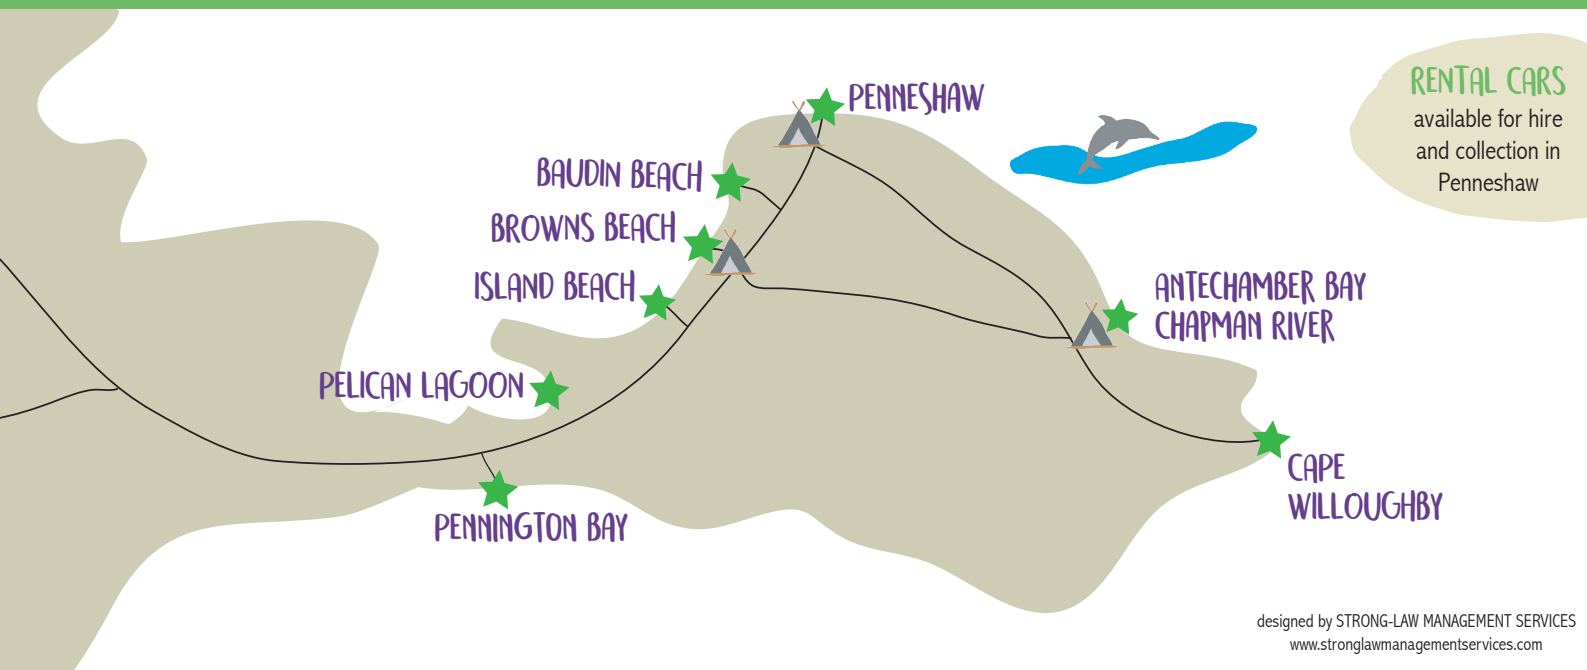 PENNESHAW
RENTAL CARS
available for hire
and collection in
Penneshaw
BAUDIN BEACH
BROWNS BEACH
ISLAND BEACH
ANTECHAMBER BAY
CHAPMAN RIVER
PELICAN LAGOON
CAPE
WILLOUGHBY
PENNINGTON BAY
designed by STRONG-LAW MANAGEMENT SERVICES
www.stronglawmanagementservices.com